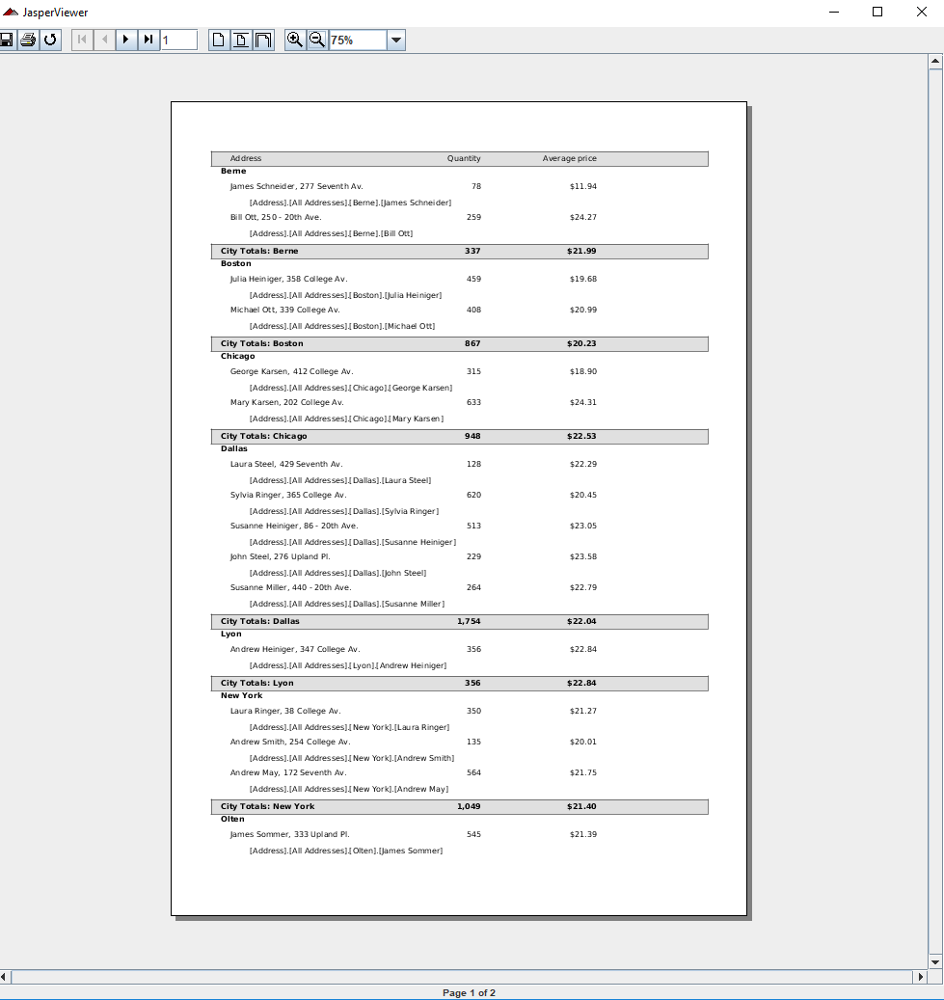 JasperViewer
1 75%
Address Quantity Average price
Berne
James Schneider, 277 Seventh Av. 78 $11.94
[Address].[All Addresses].[Berne].[James Schneider]
Bill Ott, 250 - 20th Ave. 259 $24.27
[Address].[All Addresses].[Berne].[Bill Ott]
City Totals: Berne 337 $21.99
Boston
Julia Heiniger, 358 College Av. 459 $19.68
[Address].[All Addresses].[Boston].[Julia Heiniger]
Michael Ott, 339 College Av. 408 $20.99
[Address].[All Addresses].[Boston].[Michael Ott]
City Totals: Boston 867 $20.23
Chicago
George Karsen, 412 College Av. 315 $18.90
[Address].[All Addresses].[Chicago].[George Karsen]
Mary Karsen, 202 College Av. 633 $24.31
[Address].[All Addresses].[Chicago].[Mary Karsen]
City Totals: Chicago 948 $22.53
Dallas
Laura Steel, 429 Seventh Av. 128 $22.29
[Address].[All Addresses].[Dallas].[Laura Steel]
Sylvia Ringer, 365 College Av. 620 $20.45
[Address].[All Addresses].[Dallas].[Sylvia Ringer]
Susanne Heiniger, 86 - 20th Ave. 513 $23.05
[Address].[All Addresses].[Dallas].[Susanne Heiniger]
John Steel, 276 Upland Pl. 229 $23.58
[Address].[All Addresses].[Dallas].[John Steel]
Susanne Miller, 440 - 20th Ave. 264 $22.79
[Address].[All Addresses].[Dallas].[Susanne Miller]
City Totals: Dallas 1,754 $22.04
Lyon
Andrew Heiniger, 347 College Av. 356 $22.84
[Address].[All Addresses].[Lyon].[Andrew Heiniger]
City Totals: Lyon 356 $22.84
New York
Laura Ringer, 38 College Av. 350 $21.27
[Address].[All Addresses].[New York].[Laura Ringer]
Andrew Smith, 254 College Av. 135 $20.01
[Address].[All Addresses].[New York].[Andrew Smith]
Andrew May, 172 Seventh Av. 564 $21.75
[Address].[All Addresses].[New York].[Andrew May]
City Totals: New York 1,049 $21.40
Olten
James Sommer, 333 Upland Pl. 545 $21.39
[Address].[All Addresses].[Olten].[James Sommer]
Page 1 of 2